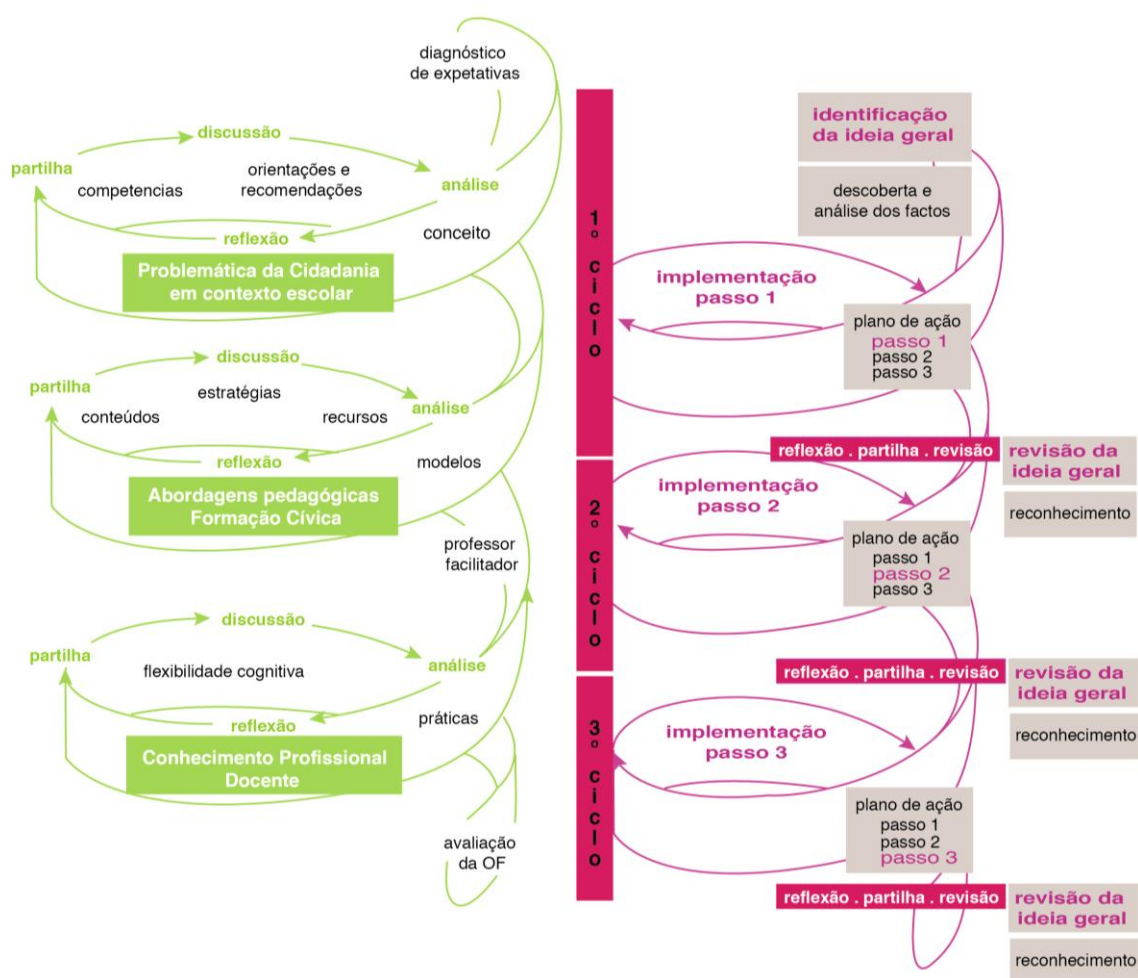 diagnóstico
de expetativas
discussão
partilha
orientações e
recomendações
competencias
análise
reflexão
conceito
Problemática da Cidadania
em contexto escolar
discussão
partilha
estratégias
conteúdos
recursos
análise
reflexão
modelos
Abordagens pedagógicas
Formação Cívica
professor
facilitador
discussão
partilha
flexibilidade cognitiva
análise
reflexão
práticas
Conhecimento Profissional
Docente
avaliação
da OF
1º ciclo
2º ciclo
3º ciclo
identificação
da ideia geral
descoberta e
análise dos factos
implementação
passo 1
plano de ação
passo 1
passo 2
passo 3
reflexão . partilha . revisão
revisão da
ideia geral
reconhecimento
implementação
passo 2
plano de ação
passo 1
passo 2
passo 3
reflexão . partilha . revisão
revisão da
ideia geral
reconhecimento
implementação
passo 3
plano de ação
passo 1
passo 2
passo 3
reflexão . partilha . revisão
revisão da
ideia geral
reconhecimento